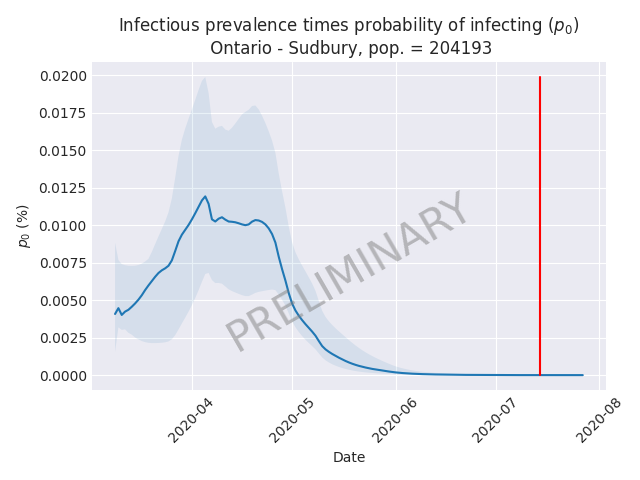 Infectious prevalence times probability of infecting (p₀)
Ontario - Sudbury, pop. = 204193
0.0200
0.0175
0.0150
0.0125
0.0100
0.0075
0.0050
0.0025
0.0000
p₀ (%)
PRELIMINARY
2020-04
2020-05
2020-06
2020-07
2020-08
Date